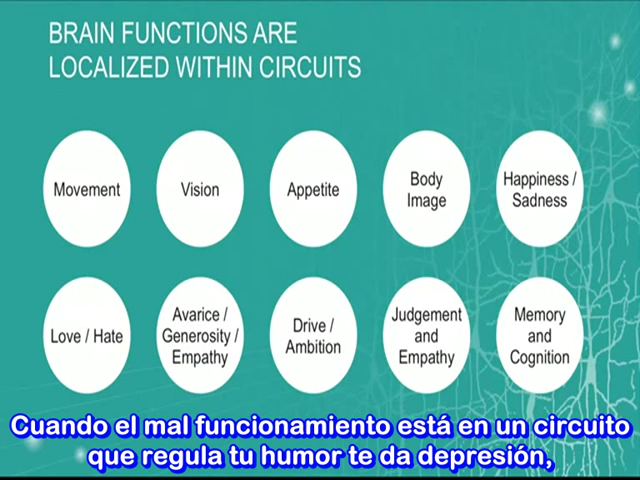 BRAIN FUNCTIONS ARE
LOCALIZED WITHIN CIRCUITS
Movement
Vision
Appetite
Body
Image
Happiness /
Sadness
Love / Hate
Avarice /
Generosity /
Empathy
Drive /
Ambition
Judgement
and
Empathy
Memory
and
Cognition
Cuando el mal funcionamiento está en un circuito
que regula tu humor te da depresión,